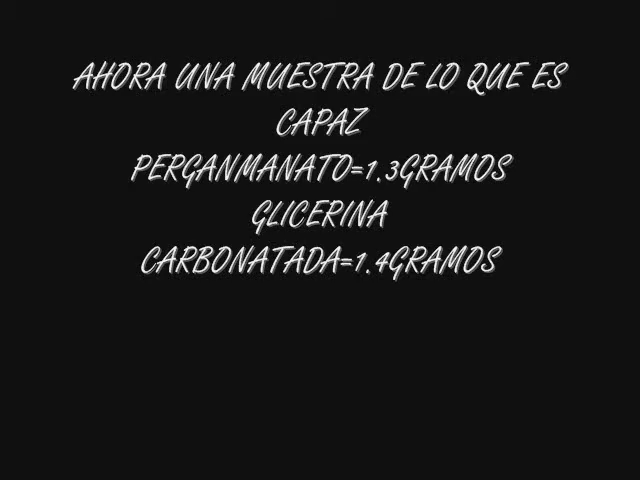 AHORA UNA MUESTRA DE LO QUE ES
CAPAZ
PERGANMANATO=1.3GRAMOS
GLICERINA
CARBONATADA=1.4GRAMOS